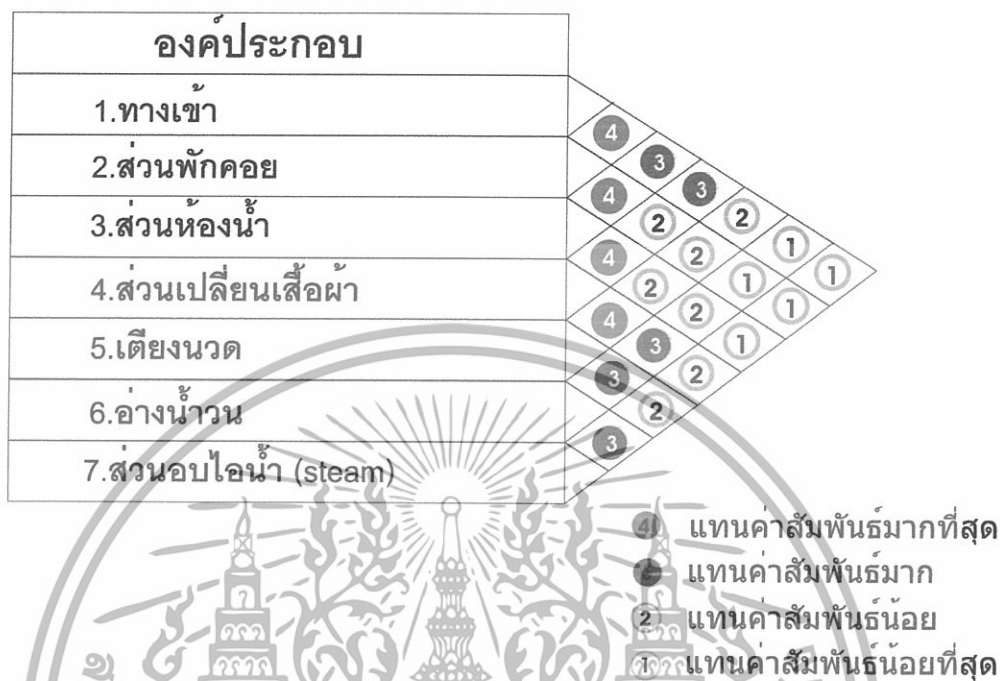 องค์ประกอบ
1.ทางเข้า
2.ส่วนพักคอย
3.ส่วนห้องน้ำ
4.ส่วนเปลี่ยนเสื้อผ้า
5.เตียงนวด
6.อ่างน้ำวน
7.ส่วนอบไอน้ำ (steam)
4 3 3 2 1 1
4 2 2 1 1
4 2 2 1
4 3 2
3 2
3
4 แทนค่าสัมพันธ์มากที่สุด
แทนค่าสัมพันธ์มาก
2 แทนค่าสัมพันธ์น้อย
1 แทนค่าสัมพันธ์น้อยที่สุด